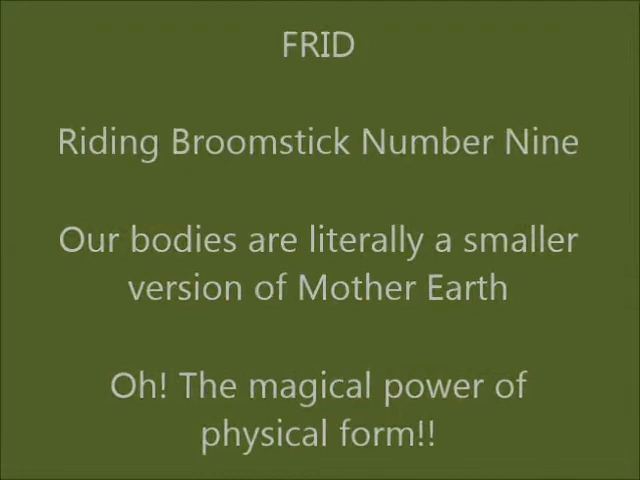 FRID
Riding Broomstick Number Nine
Our bodies are literally a smaller
version of Mother Earth
Oh! The magical power of
physical form!!